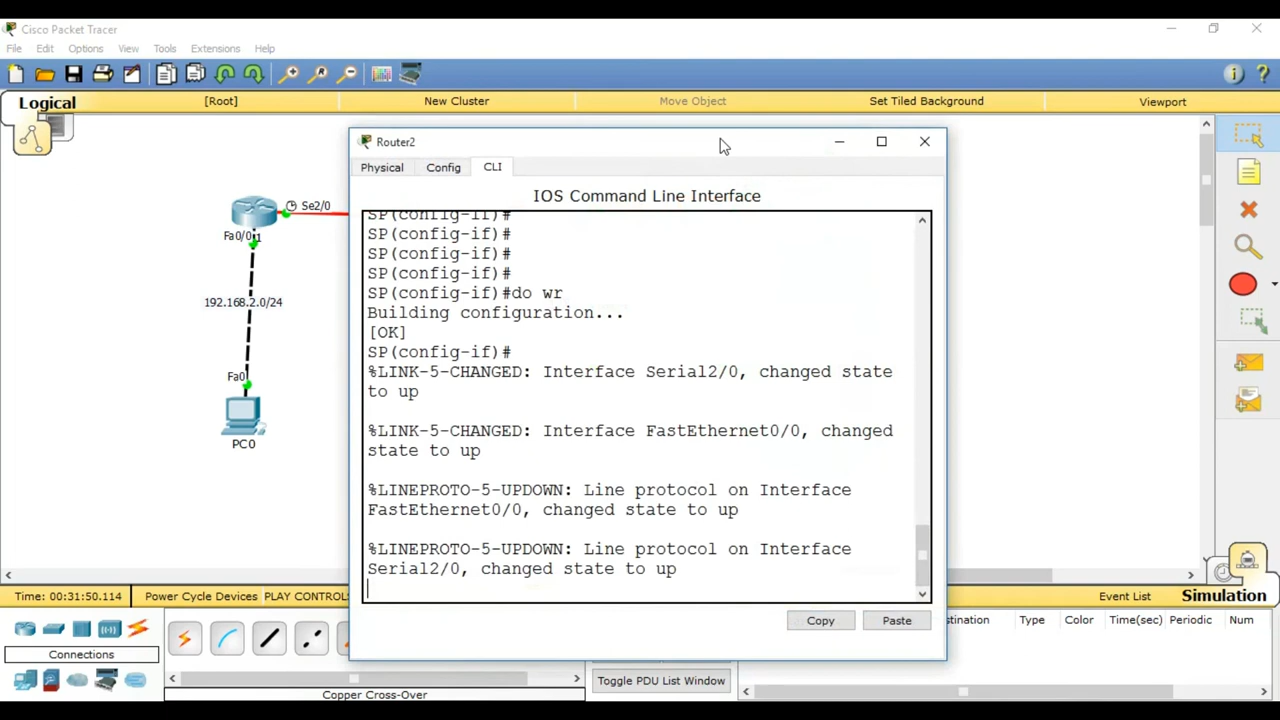 Cisco Packet Tracer
File Edit Options View Tools Extensions Help
Logical [Root] New Cluster Move Object Set Tiled Background Viewport
Router2
Physical Config CLI
IOS Command Line Interface
SP(config-if)#
SP(config-if)#
SP(config-if)#
SP(config-if)#
SP(config-if)#do wr
Building configuration...
[OK]
SP(config-if)#
%LINK-5-CHANGED: Interface Serial2/0, changed state
to up
%LINK-5-CHANGED: Interface FastEthernet0/0, changed
state to up
%LINEPROTO-5-UPDOWN: Line protocol on Interface
FastEthernet0/0, changed state to up
%LINEPROTO-5-UPDOWN: Line protocol on Interface
Serial2/0, changed state to up
Copy Paste
Se2/0
Fa0/0
192.168.2.0/24
Fa0
PC0
Time: 00:31:50.114 Power Cycle Devices PLAY CONTROLS Event List Simulation
Connections
Copper Cross-Over
Toggle PDU List Window
stination Type Color Time(sec) Periodic Num